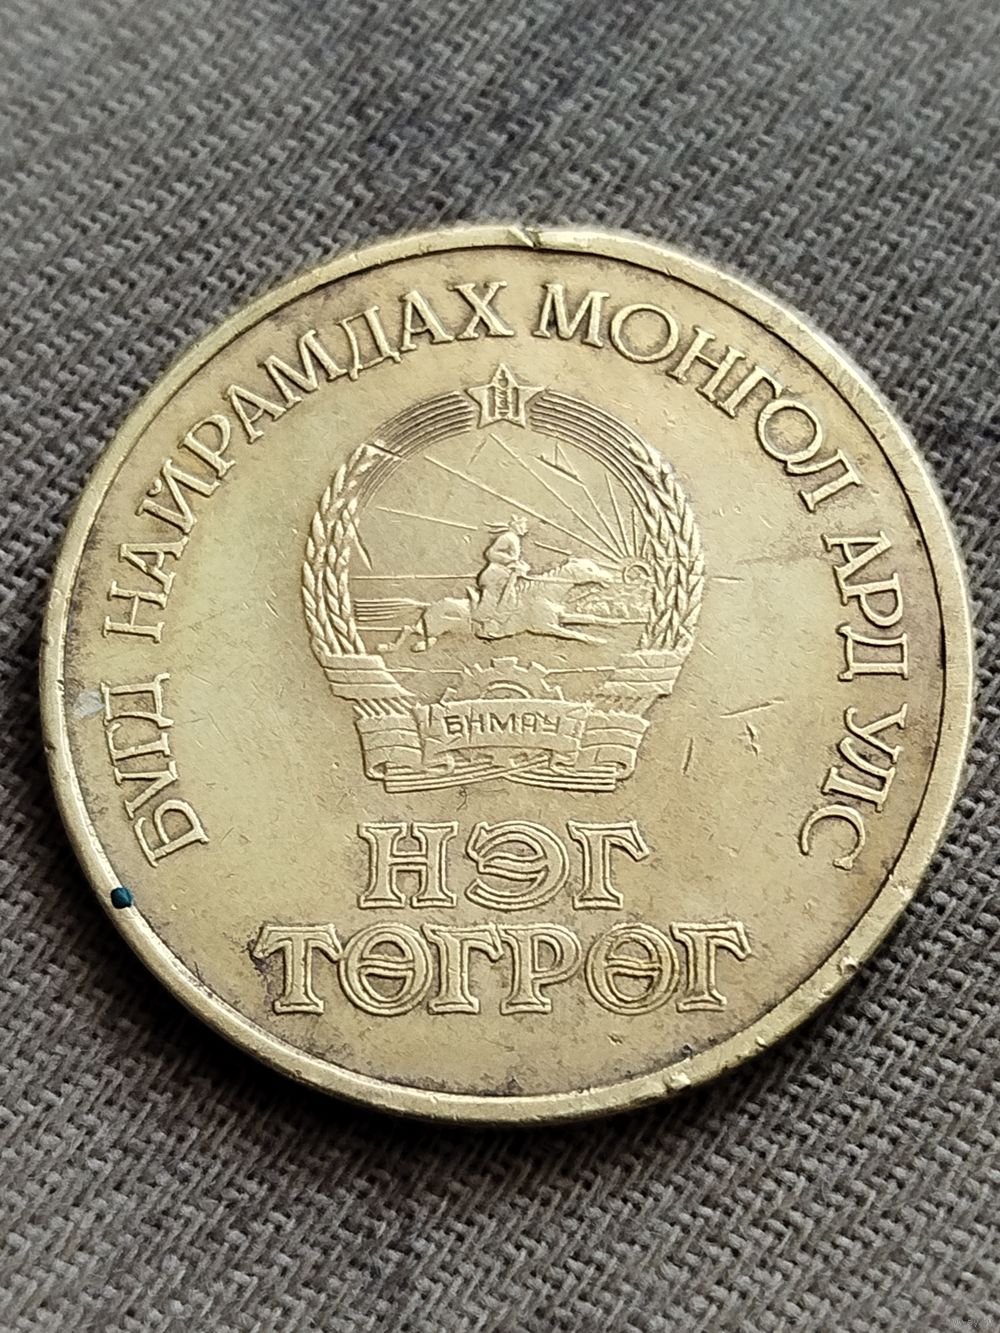 БҮГД НАЙРАМДАХ МОНГОЛ АРД УЛС
БНМАУ
НЭГ
ТӨГРӨГ